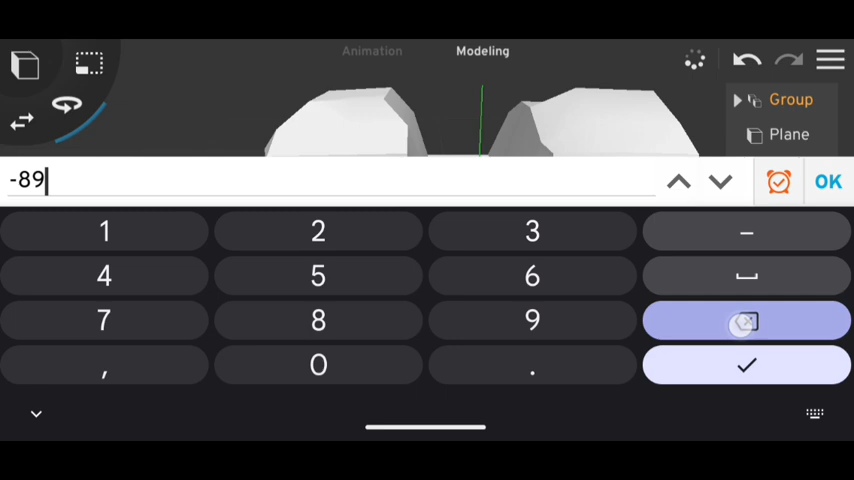 Animation Modeling
Group
Plane
-89
OK
1 2 3 -
4 5 6
7 8 9
, 0 .